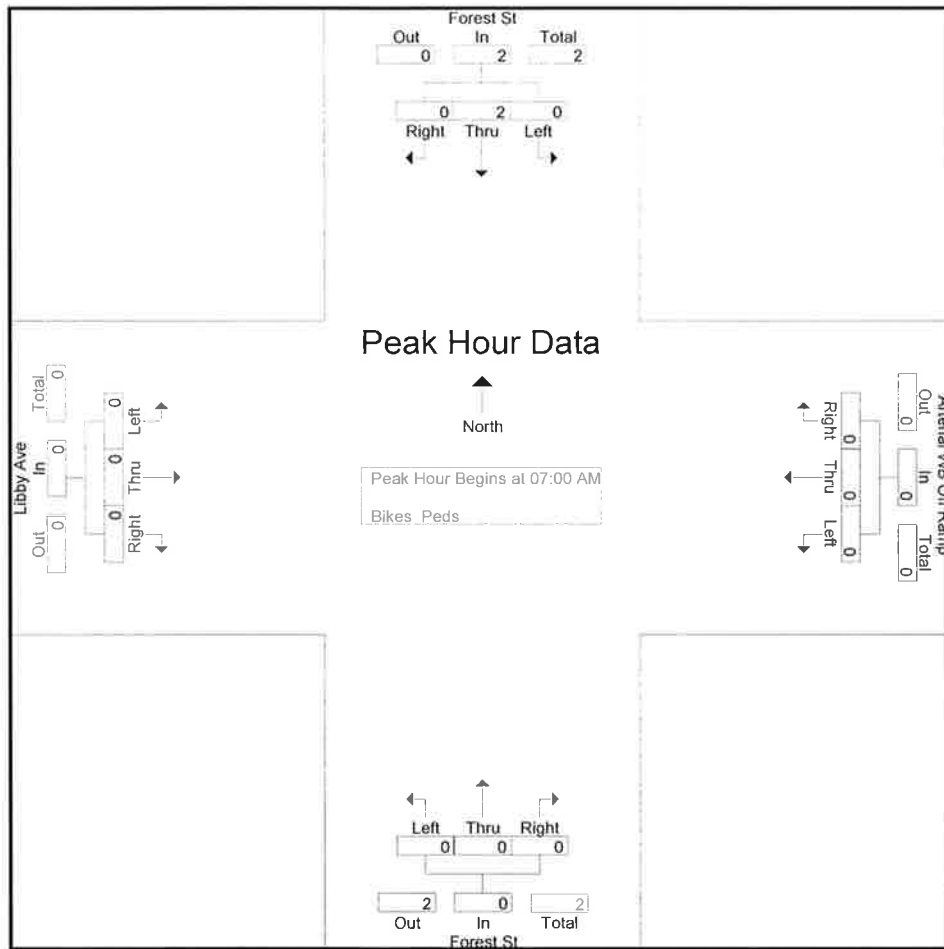 Forest St
Out In Total
0 2 2
0 2 0
Right Thru Left
Peak Hour Data
North
Peak Hour Begins at 07:00 AM
Bikes Peds
Libby Ave
Out In Total
0 0 0
Right Thru Left
0 0 0
Out In Total
0 0 0
Right Thru Left
0 0 0
Left Thru Right
0 0 0
2 0 2
Out In Total
Forest St